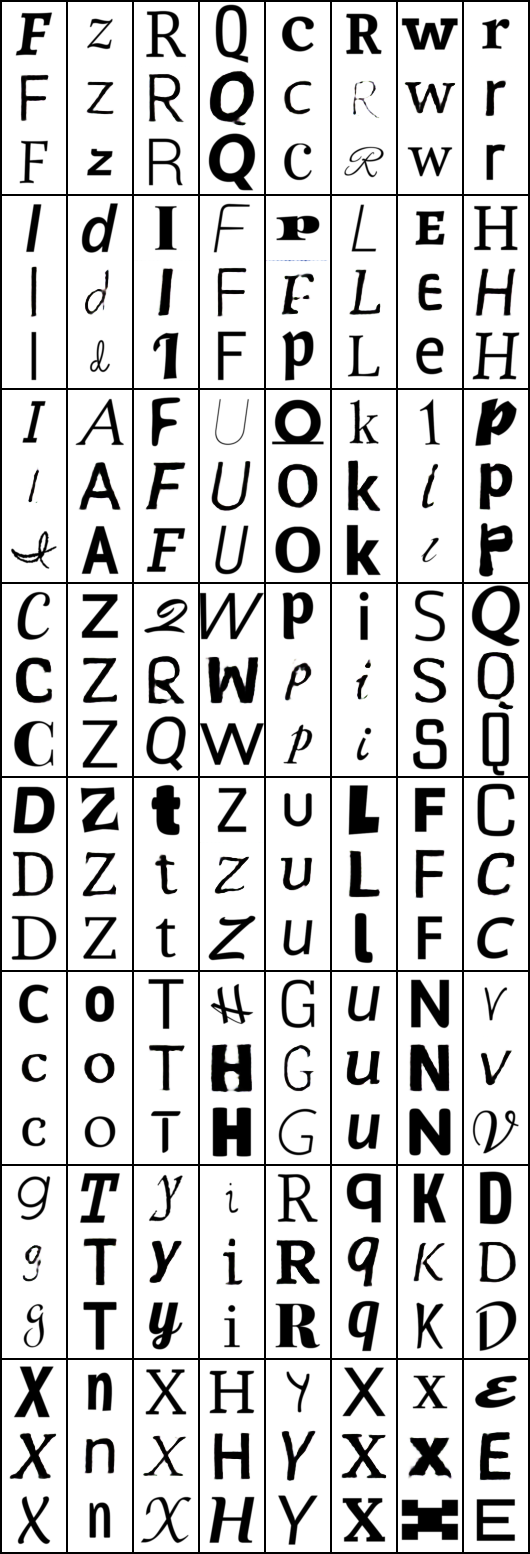 F z R Q c R w r
F z R Q c R w r
F z R Q c R w r
I d I F P L E H
I d I F F L E H
I d 1 F p L e H
I A F U O k 1 p
l A F U O k i p
A F U O k i P
C Z Q W p i S Q
C Z R W p i S Q
C Z Q W p i S Q̃
D Z t Z u L F C
D Z t Z u L F C
D Z t Z u l F C
c o T H G u N v
c o T H G u N v
c o T H G u N V
g T y i R q K D
g T y i R q K D
g T y i R q K D
X n X H Y X x E
X n X H Y X x E
X n X H Y X E